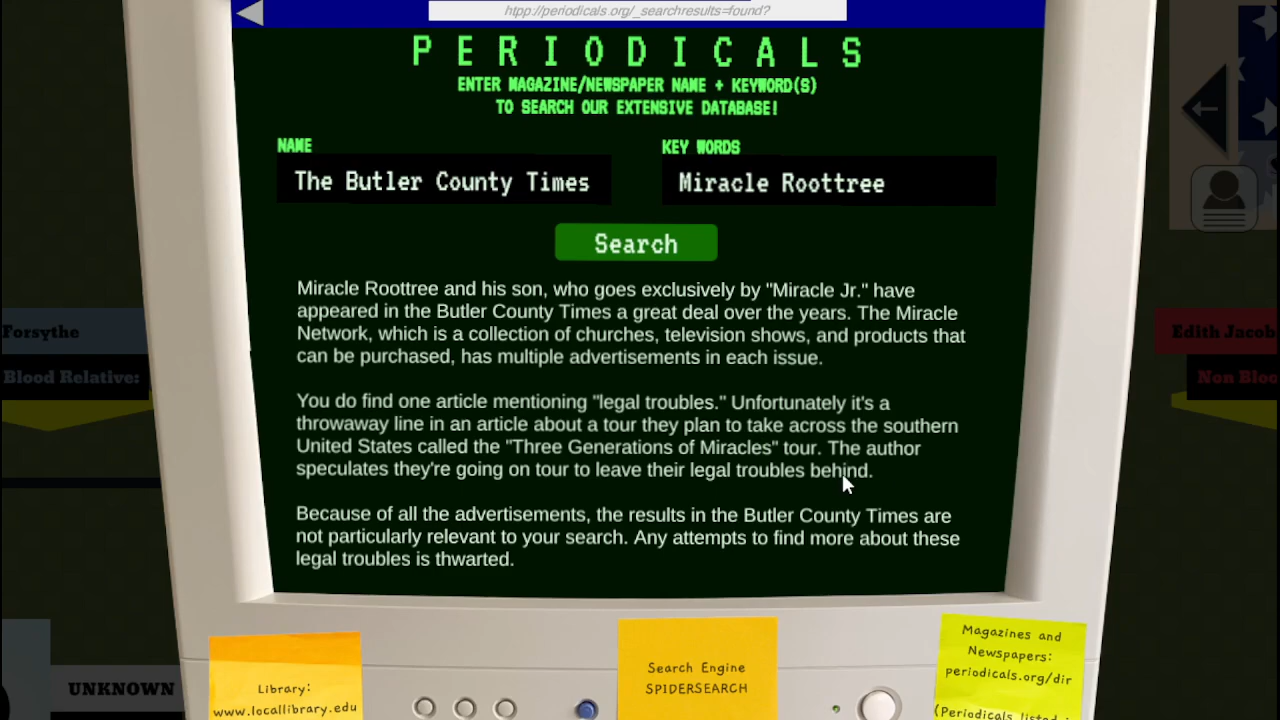 htpp://periodicals.org/_searchresults=found?
PERIODICALS
ENTER MAGAZINE/NEWSPAPER NAME + KEYWORD(S)
TO SEARCH OUR EXTENSIVE DATABASE!
NAME
KEY WORDS
The Butler County Times
Miracle Roottree
Search
Miracle Roottree and his son, who goes exclusively by "Miracle Jr." have
appeared in the Butler County Times a great deal over the years. The Miracle
Network, which is a collection of churches, television shows, and products that
can be purchased, has multiple advertisements in each issue.
You do find one article mentioning "legal troubles." Unfortunately it's a
throwaway line in an article about a tour they plan to take across the southern
United States called the "Three Generations of Miracles" tour. The author
speculates they're going on tour to leave their legal troubles behind.
Because of all the advertisements, the results in the Butler County Times are
not particularly relevant to your search. Any attempts to find more about these
legal troubles is thwarted.
Forsythe
Blood Relative:
Edith Jacob
Non Bloo
UNKNOWN
Library:
www.locallibrary.edu
Search Engine
SPIDERSEARCH
Magazines and
Newspapers:
periodicals.org/dir
(Periodicals listed